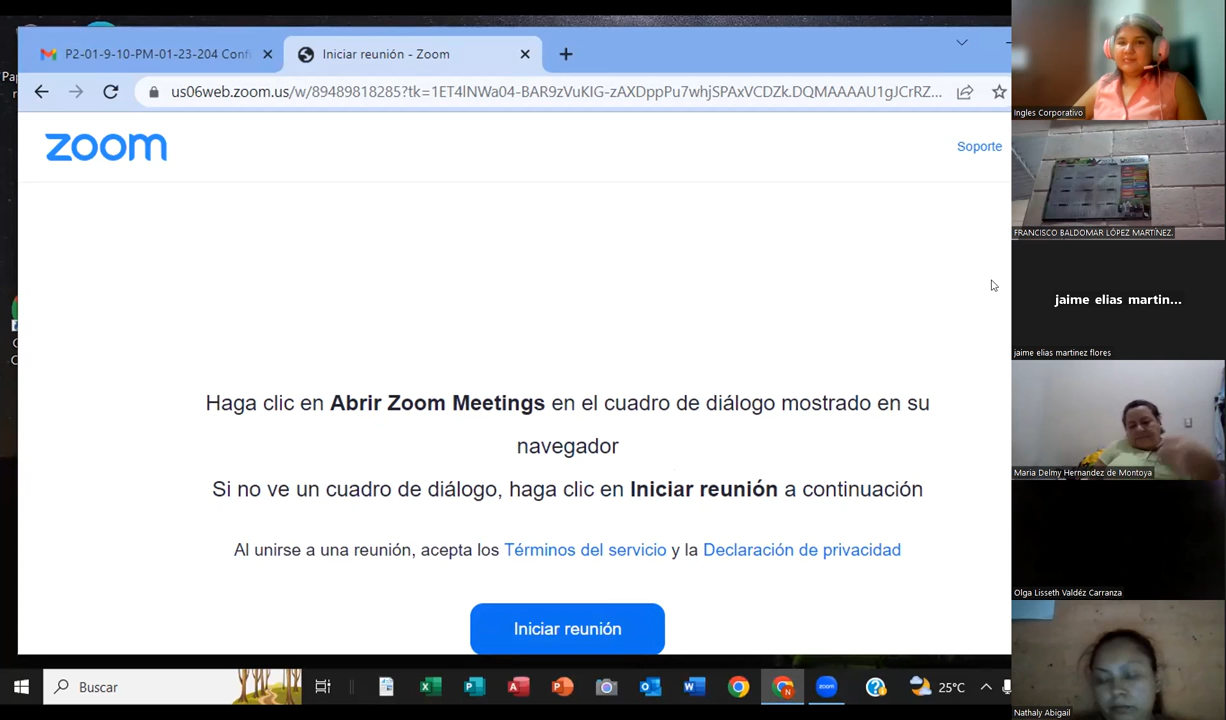 P2-01-9-10-PM-01-23-204 Conf
Iniciar reunión - Zoom
us06web.zoom.us/w/89489818285?tk=1ET4lNWa04-BAR9zVuKIG-zAXDppPu7whjSPAxVCDZk.DQMAAAAU1gJCrRZ...
zoom
Soporte
Haga clic en Abrir Zoom Meetings en el cuadro de diálogo mostrado en su
navegador
Si no ve un cuadro de diálogo, haga clic en Iniciar reunión a continuación
Al unirse a una reunión, acepta los Términos del servicio y la Declaración de privacidad
Iniciar reunión
Buscar
zoom
25°C
Ingles Corporativo
FRANCISCO BALDOMAR LÓPEZ MARTÍNEZ.
jaime elias martin...
jaime elias martinez flores
Maria Delmy Hernandez de Montoya
Olga Lisseth Valdéz Carranza
Nathaly Abigail